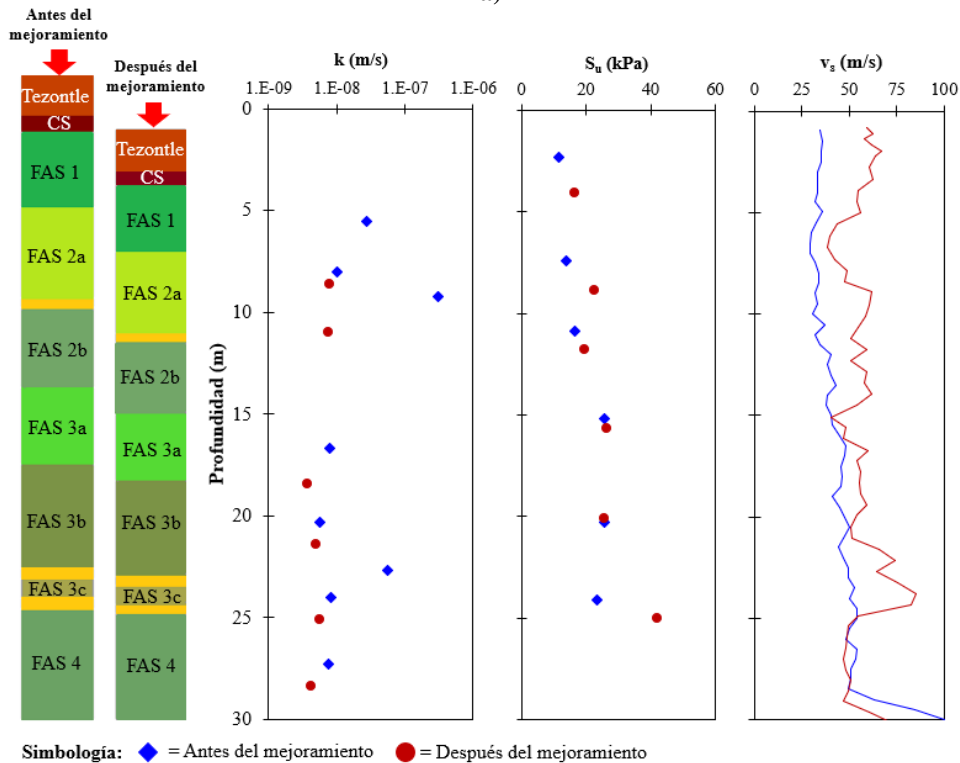 a)
Antes del
mejoramiento
Después del
mejoramiento
Tezontle
CS
FAS 1
FAS 2a
FAS 2b
FAS 3a
FAS 3b
FAS 3c
FAS 4
Tezontle
CS
FAS 1
FAS 2a
FAS 2b
FAS 3a
FAS 3b
FAS 3c
FAS 4
Profundidad (m)
k (m/s)
1.E-09 1.E-08 1.E-07 1.E-06
0
5
10
15
20
25
30
Su (kPa)
0 20 40 60
vs (m/s)
0 25 50 75 100
Simbología: = Antes del mejoramiento = Después del mejoramiento